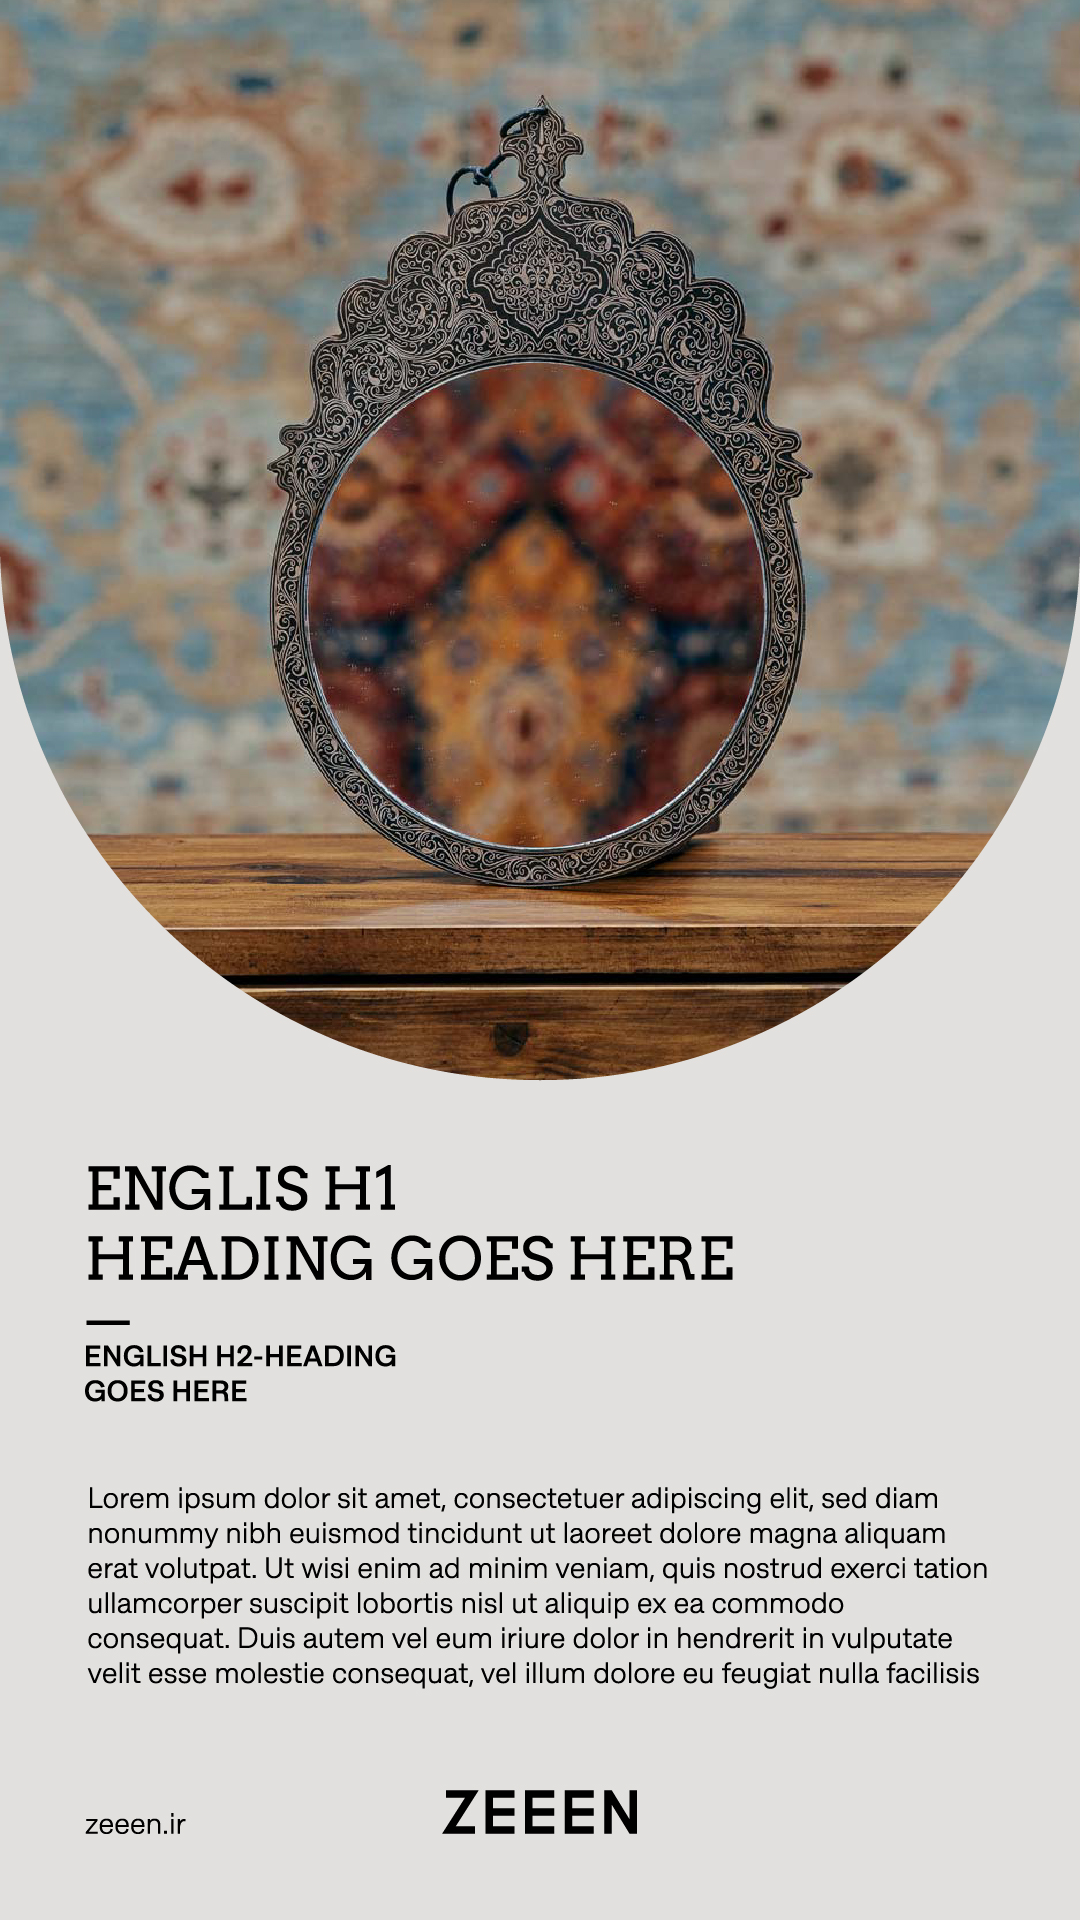 ENGLIS H1
HEADING GOES HERE
ENGLISH H2-HEADING
GOES HERE
Lorem ipsum dolor sit amet, consectetuer adipiscing elit, sed diam
nonummy nibh euismod tincidunt ut laoreet dolore magna aliquam
erat volutpat. Ut wisi enim ad minim veniam, quis nostrud exerci tation
ullamcorper suscipit lobortis nisl ut aliquip ex ea commodo
consequat. Duis autem vel eum iriure dolor in hendrerit in vulputate
velit esse molestie consequat, vel illum dolore eu feugiat nulla facilisis
zeeen.ir
ZEEEN